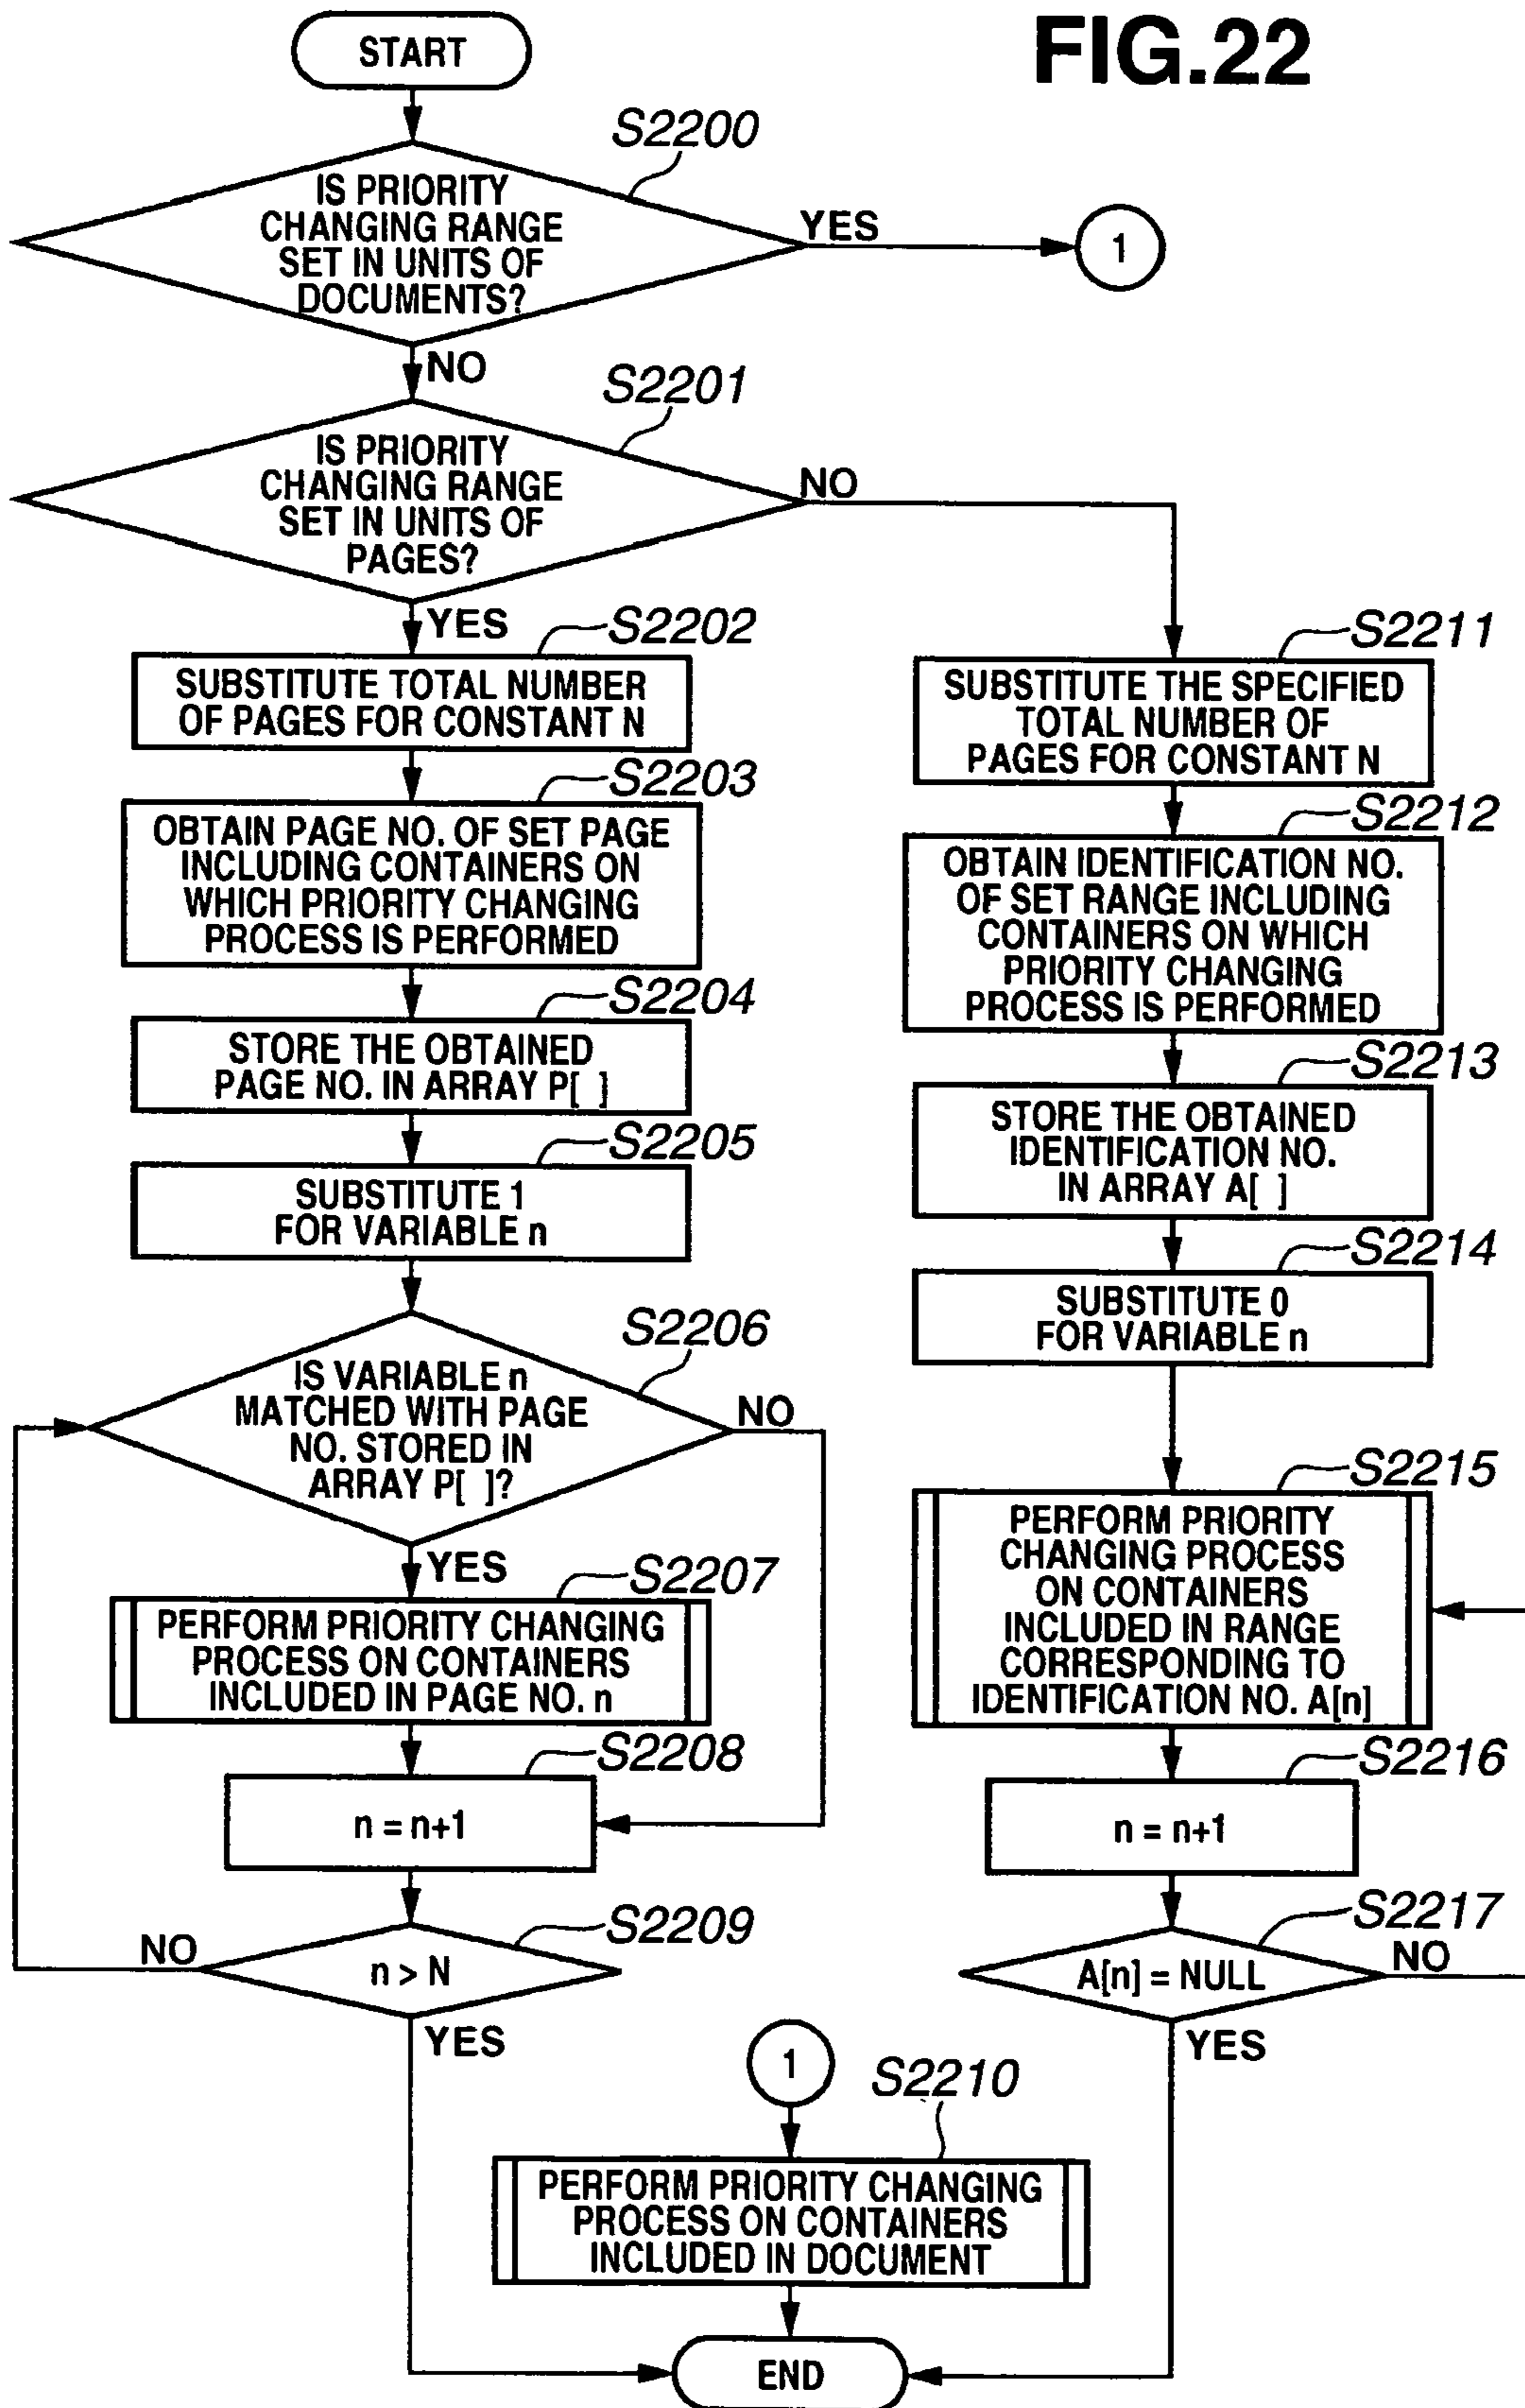 FIG.22
START
S2200
IS PRIORITY
CHANGING RANGE
SET IN UNITS OF
DOCUMENTS?
YES
1
NO
S2201
IS PRIORITY
CHANGING RANGE
SET IN UNITS OF
PAGES?
NO
YES
S2202
SUBSTITUTE TOTAL NUMBER
OF PAGES FOR CONSTANT N
S2203
OBTAIN PAGE NO. OF SET PAGE
INCLUDING CONTAINERS ON
WHICH PRIORITY CHANGING
PROCESS IS PERFORMED
S2204
STORE THE OBTAINED
PAGE NO. IN ARRAY P[ ]
S2205
SUBSTITUTE 1
FOR VARIABLE n
S2206
IS VARIABLE n
MATCHED WITH PAGE
NO. STORED IN
ARRAY P[ ]?
NO
YES
S2207
PERFORM PRIORITY CHANGING
PROCESS ON CONTAINERS
INCLUDED IN PAGE NO. n
S2208
n = n+1
S2209
n > N
NO
YES
S2211
SUBSTITUTE THE SPECIFIED
TOTAL NUMBER OF
PAGES FOR CONSTANT N
S2212
OBTAIN IDENTIFICATION NO.
OF SET RANGE INCLUDING
CONTAINERS ON WHICH
PRIORITY CHANGING
PROCESS IS PERFORMED
S2213
STORE THE OBTAINED
IDENTIFICATION NO.
IN ARRAY A[ ]
S2214
SUBSTITUTE 0
FOR VARIABLE n
S2215
PERFORM PRIORITY
CHANGING PROCESS
ON CONTAINERS
INCLUDED IN RANGE
CORRESPONDING TO
IDENTIFICATION NO. A[n]
S2216
n = n+1
S2217
A[n] = NULL
NO
YES
1
S2210
PERFORM PRIORITY CHANGING
PROCESS ON CONTAINERS
INCLUDED IN DOCUMENT
END